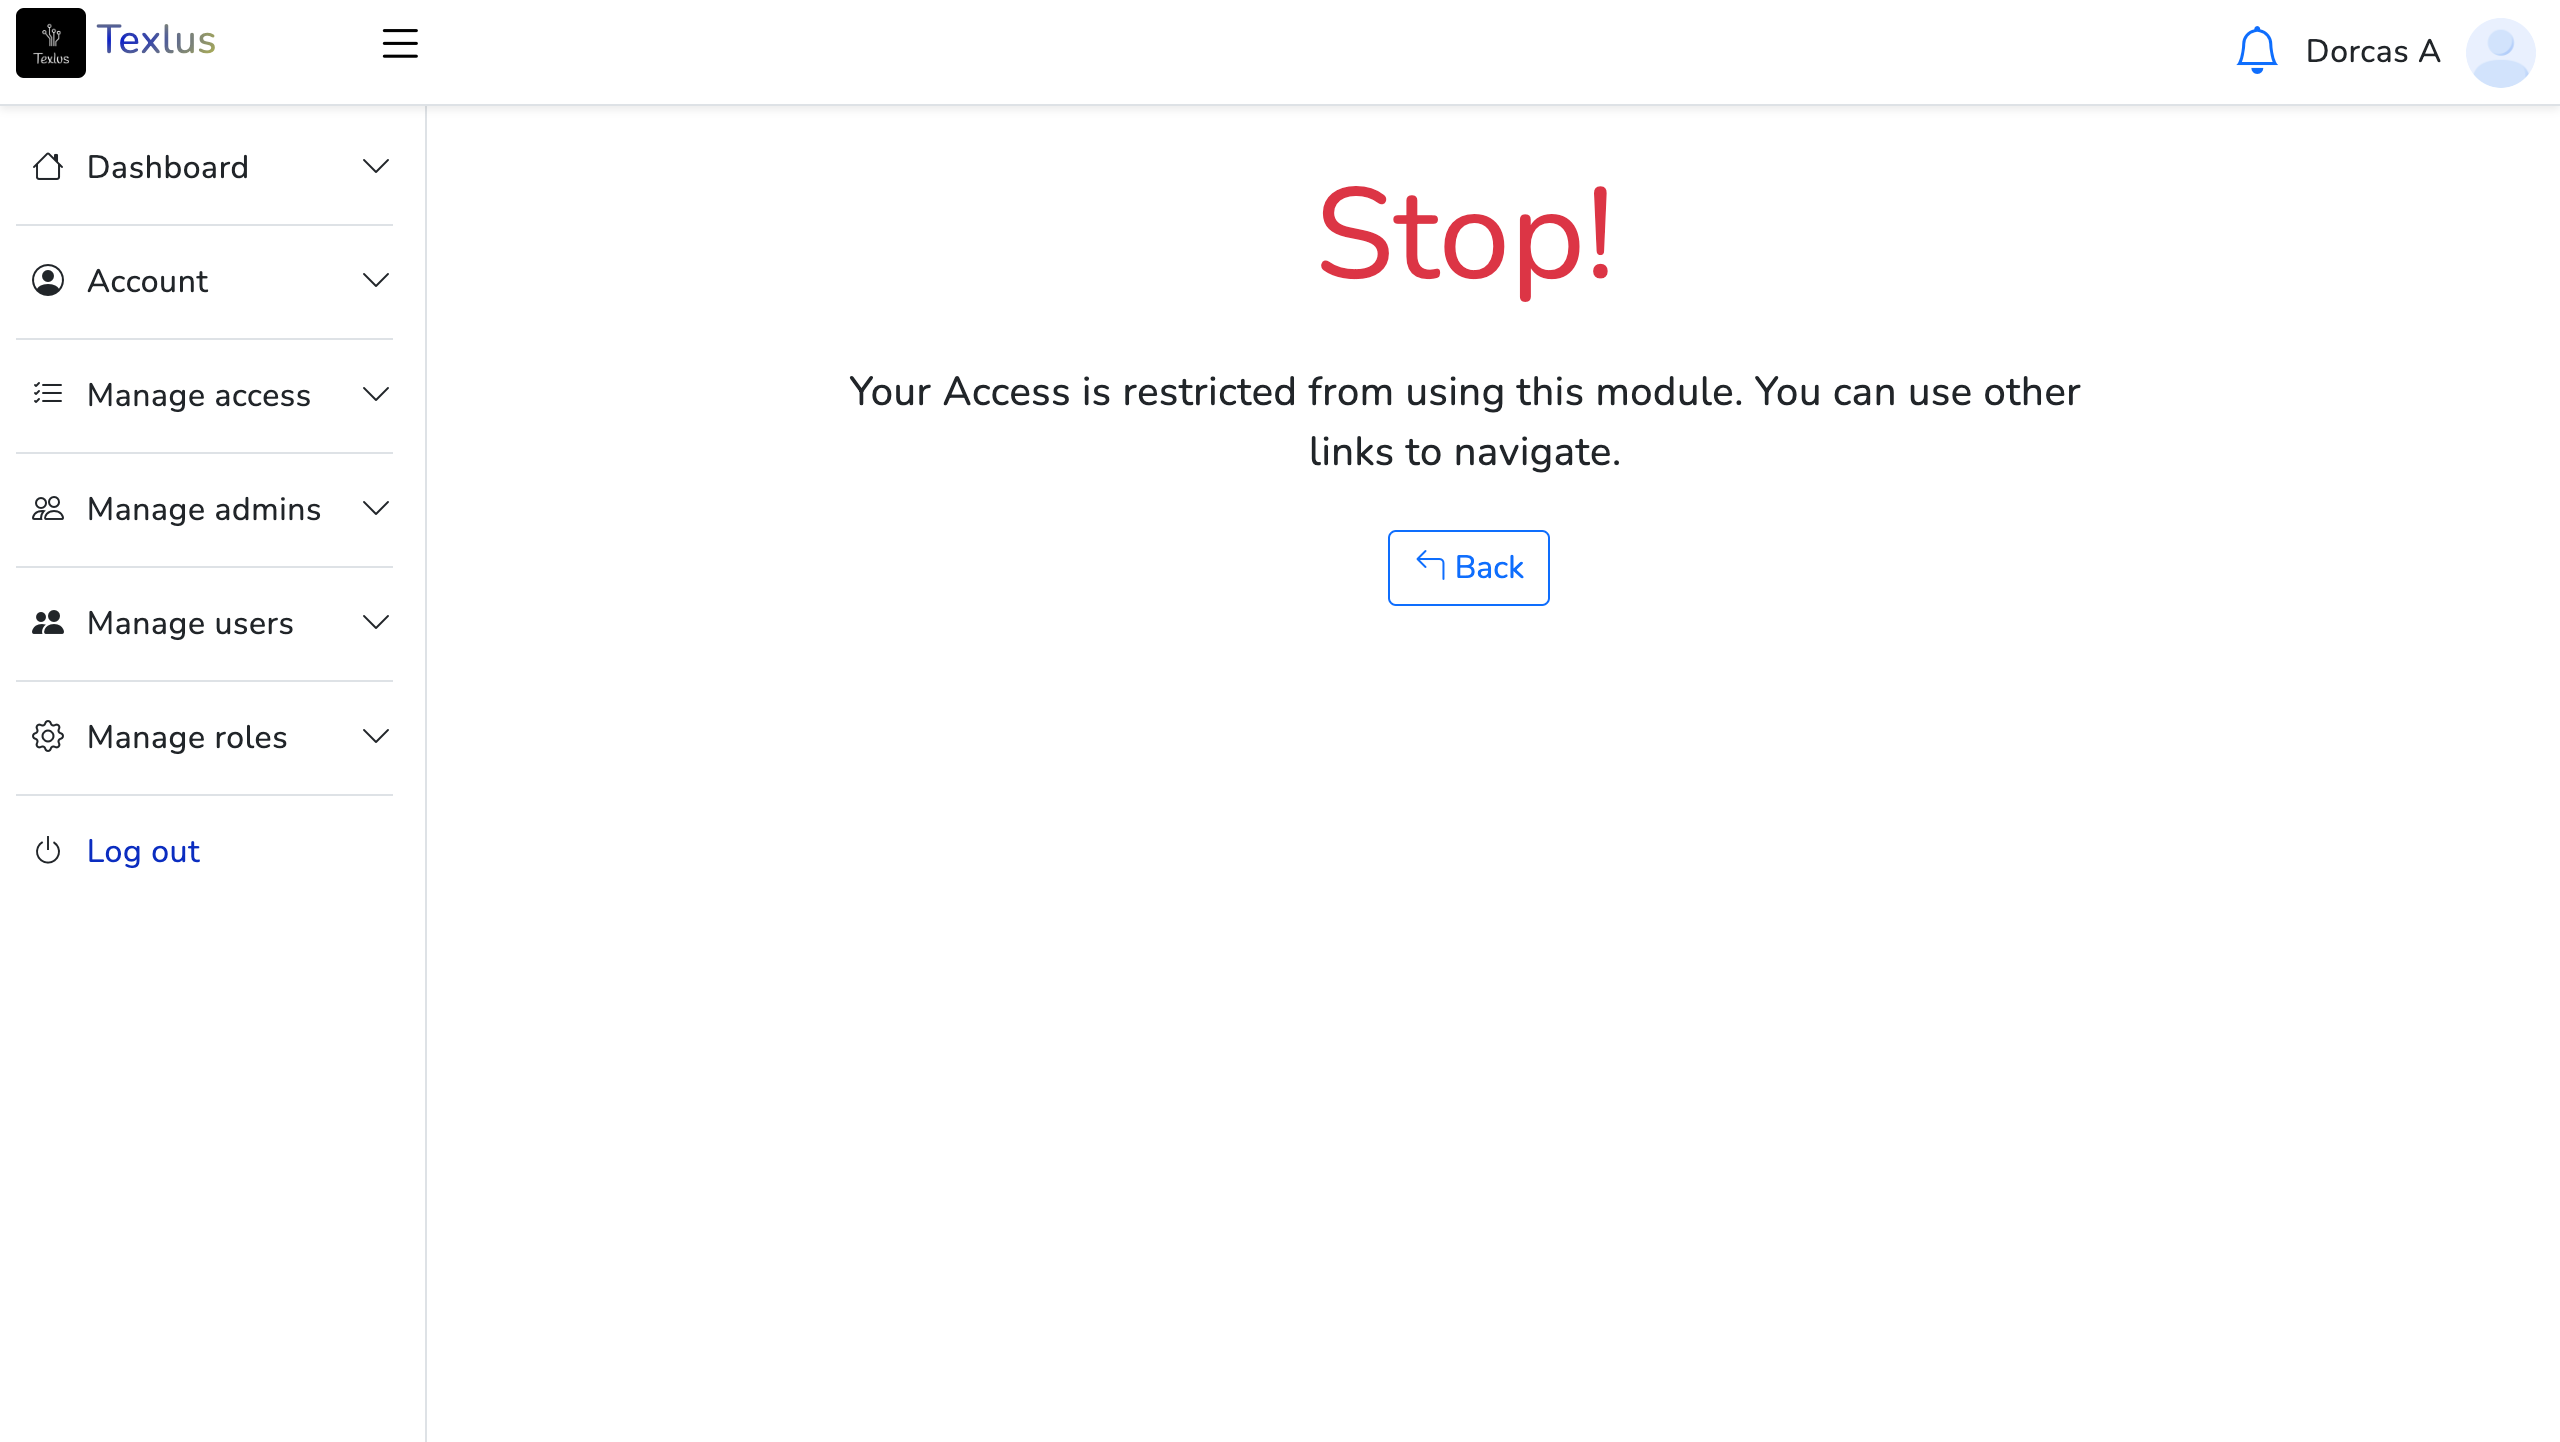 Texlus
Texlus
Dorcas A
Dashboard
Account
Manage access
Manage admins
Manage users
Manage roles
Log out
Stop!
Your Access is restricted from using this module. You can use other
links to navigate.
Back